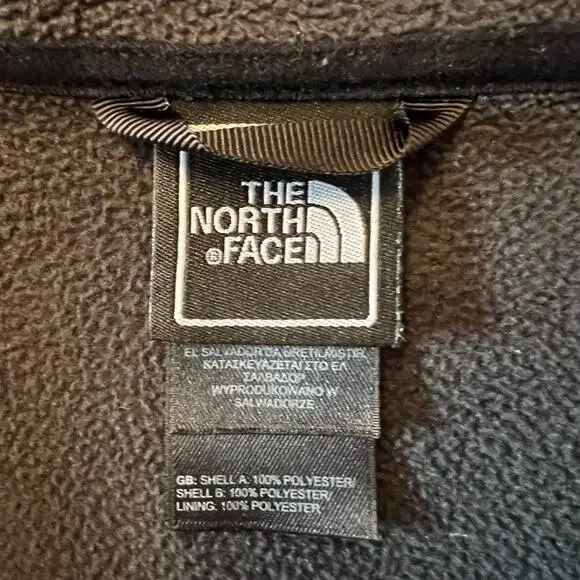 THE
NORTH
®FACE
EL SALVADOR'DA ÜRETILMISTIR.
ΚΑΤΑΣΚΕΥΑΖΕΤΑΙ ΣΤΟ ΕΛ
ΣΑΛΒΑΔΟΡ
WYPRODUKOWANO W
SALWADORZE
GB: SHELL A: 100% POLYESTER/
SHELL B: 100% POLYESTER/
LINING: 100% POLYESTER